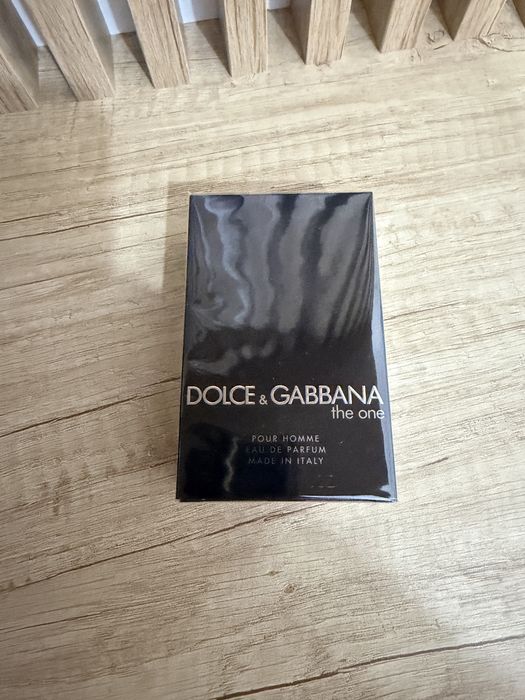 DOLCE & GABBANA
the one
POUR HOMME
EAU DE PARFUM
MADE IN ITALY